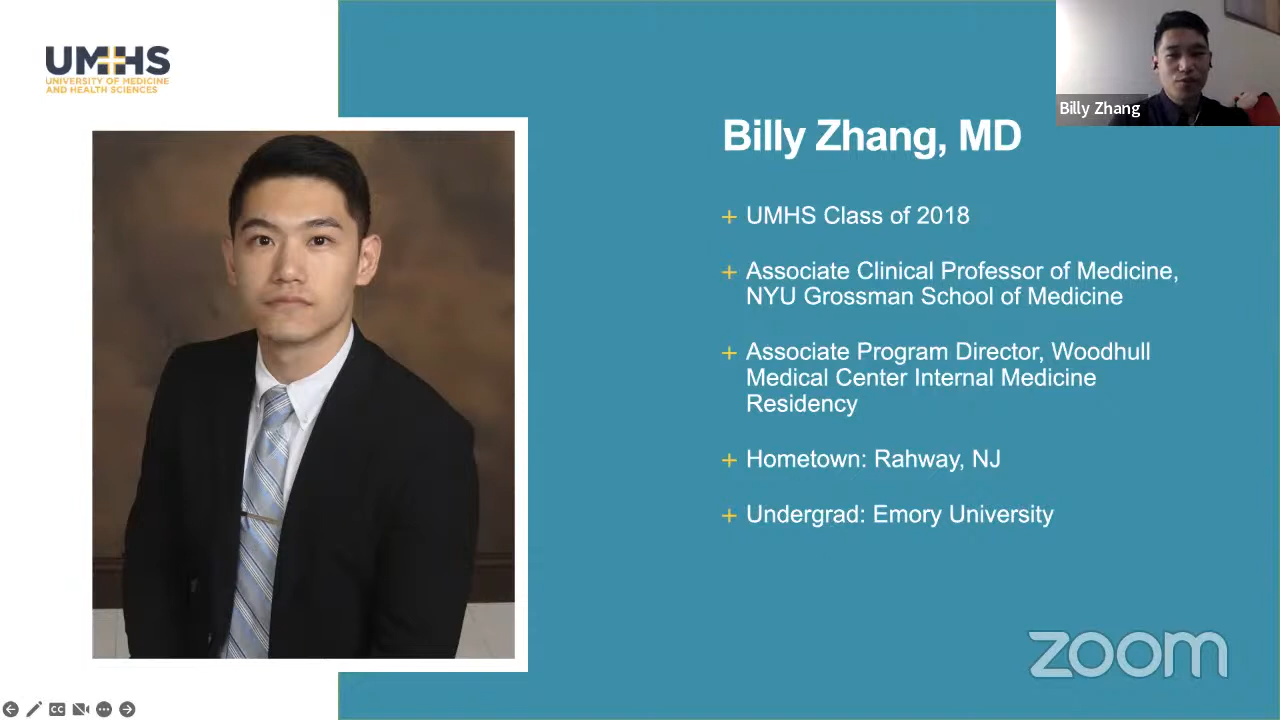 UMHS
UNIVERSITY OF MEDICINE
AND HEALTH SCIENCES
Billy Zhang
Billy Zhang, MD
+ UMHS Class of 2018
+ Associate Clinical Professor of Medicine,
NYU Grossman School of Medicine
+ Associate Program Director, Woodhull
Medical Center Internal Medicine
Residency
+ Hometown: Rahway, NJ
+ Undergrad: Emory University
zoom
CC